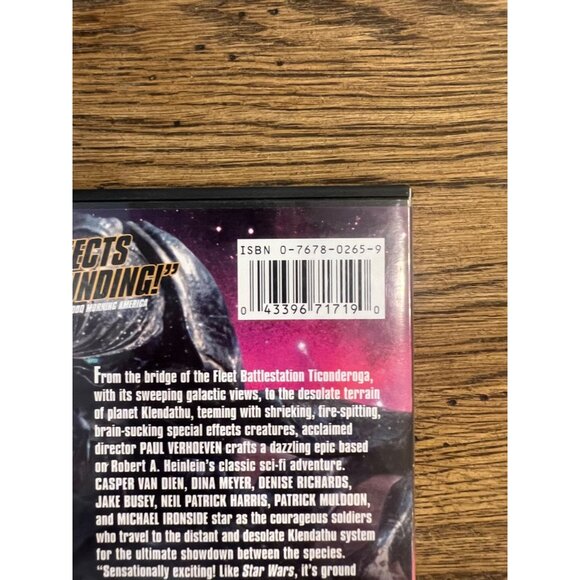 ISBN 0-7678-0265-9
FECTS
NDING!”
OOD MORNING AMERICA
0 43396 71719 0
From the bridge of the Fleet Battlestation Ticonderoga,
with its sweeping galactic views, to the desolate terrain
of planet Klendathu, teeming with shrieking, fire-spitting,
brain-sucking special effects creatures, acclaimed
director PAUL VERHOEVEN crafts a dazzling epic based
on Robert A. Heinlein's classic sci-fi adventure.
CASPER VAN DIEN, DINA MEYER, DENISE RICHARDS,
JAKE BUSEY, NEIL PATRICK HARRIS, PATRICK MULDOON,
and MICHAEL IRONSIDE star as the courageous soldiers
who travel to the distant and desolate Klendathu system
for the ultimate showdown between the species.
“Sensationally exciting! Like Star Wars, it's ground